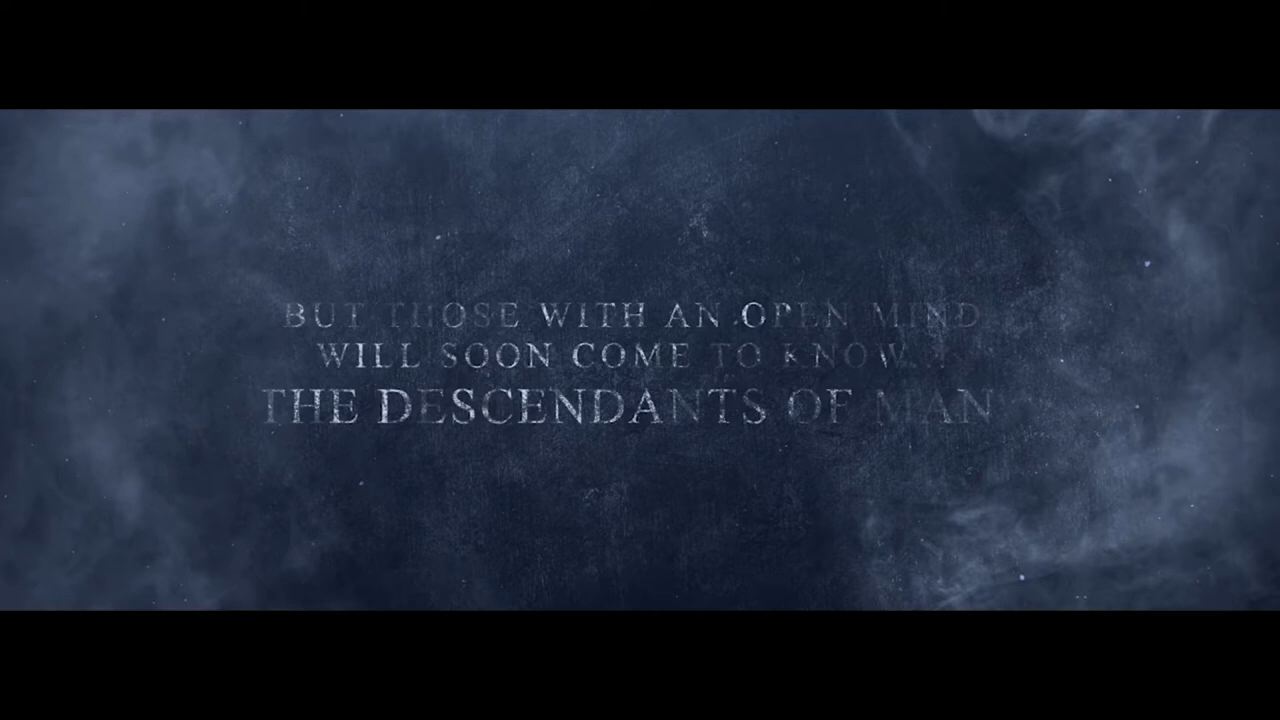 BUT THOSE WITH AN OPEN MIND
WILL SOON COME TO KNOW...
THE DESCENDANTS OF MAN